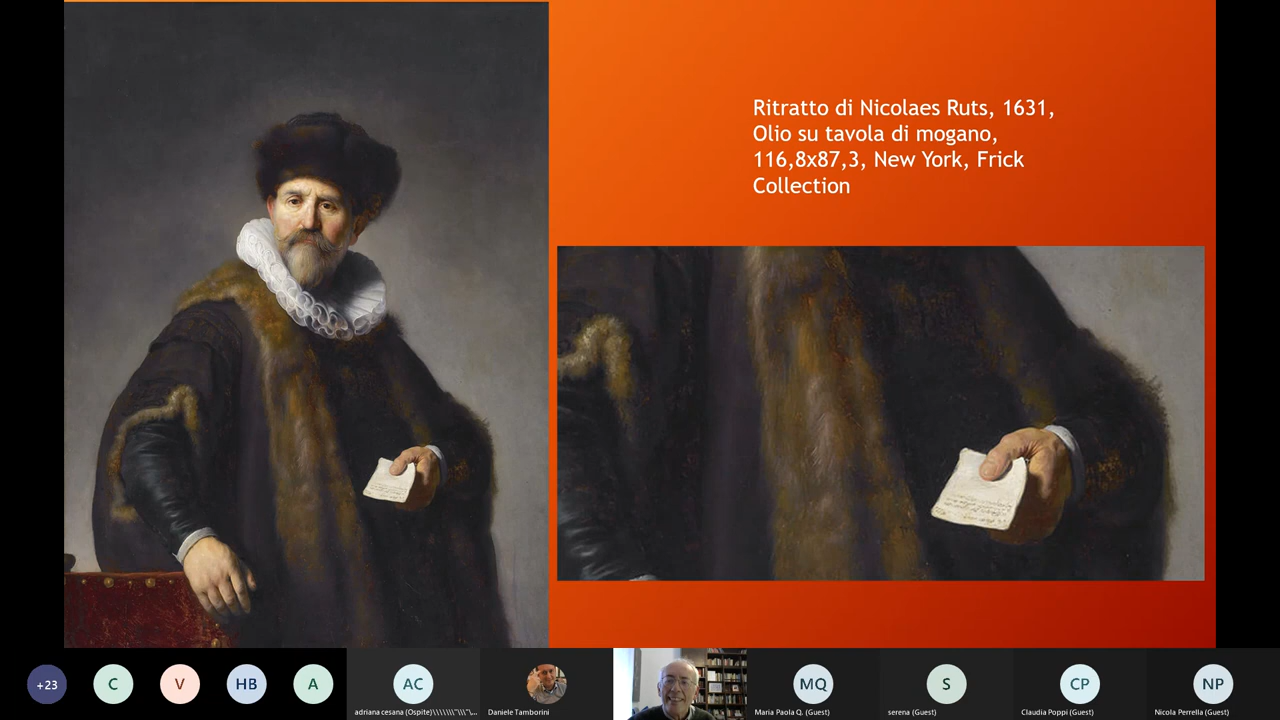 Ritratto di Nicolaes Ruts, 1631,
Olio su tavola di mogano,
116,8x87,3, New York, Frick
Collection
+23
C
V
HB
A
AC
MQ
S
CP
NP
adriana cesana (Ospite)\\\\\\\"\\\"\...
Daniele Tamborini
Maria Paola Q. (Guest)
serena (Guest)
Claudia Poppi (Guest)
Nicola Perrella (Guest)